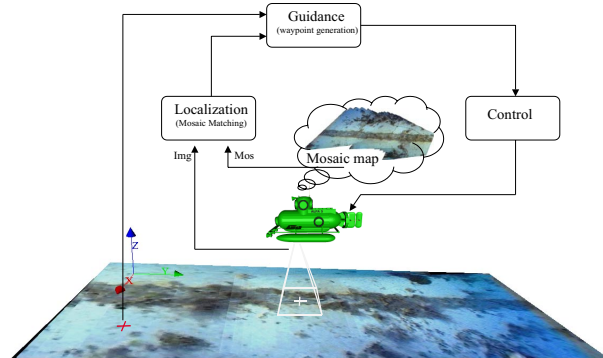 Guidance
(waypoint generation)
Localization
(Mosaic Matching)
Control
Img
Mos
Mosaic map
Z
Y
X